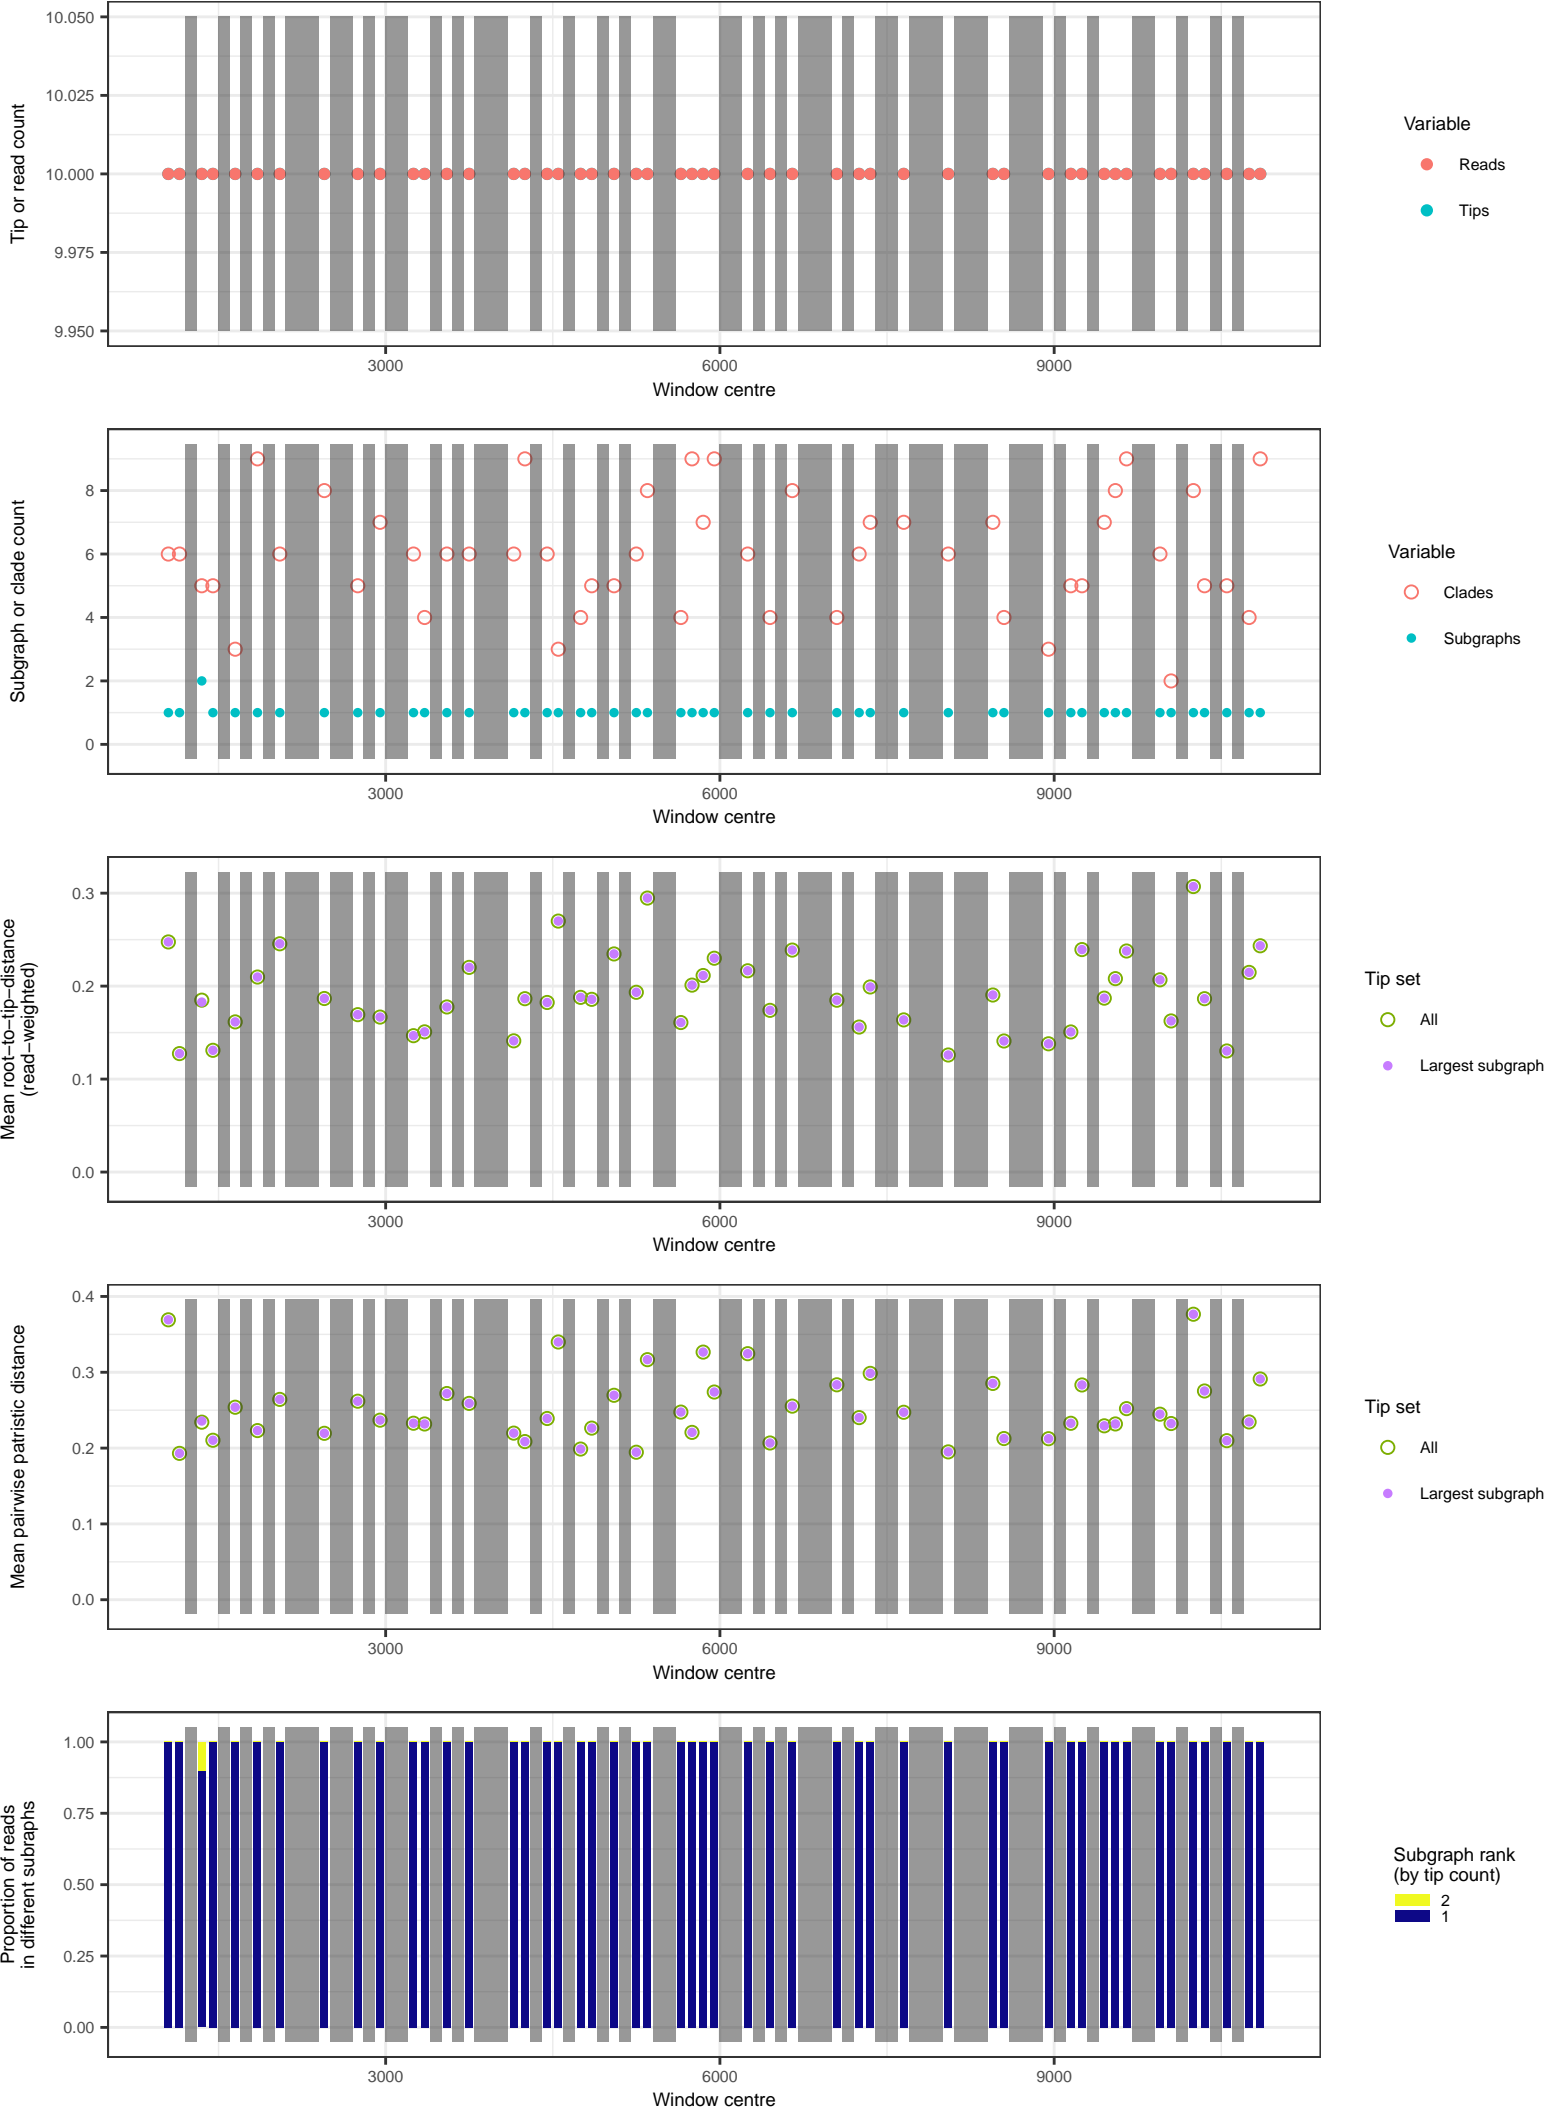 10.050
10.025
10.000
9.975
9.950
Tip or read count
3000 6000 9000
Window centre
Variable
Reads
Tips
8
6
4
2
0
Subgraph or clade count
3000 6000 9000
Window centre
Variable
Clades
Subgraphs
0.3
0.2
0.1
0.0
Mean root−to−tip−distance
(read−weighted)
3000 6000 9000
Window centre
Tip set
All
Largest subgraph
0.4
0.3
0.2
0.1
0.0
Mean pairwise patristic distance
3000 6000 9000
Window centre
Tip set
All
Largest subgraph
1.00
0.75
0.50
0.25
0.00
Proportion of reads
in different subraphs
3000 6000 9000
Window centre
Subgraph rank
(by tip count)
2
1